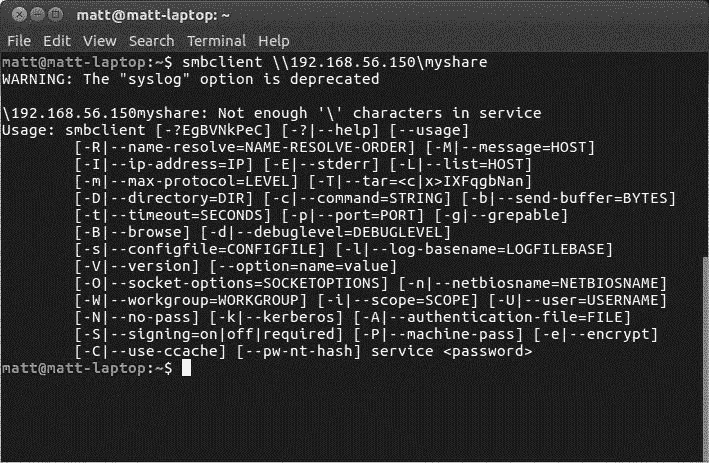 matt@matt-laptop: ~
File Edit View Search Terminal Help
matt@matt-laptop:~$ smbclient \\192.168.56.150\myshare
WARNING: The "syslog" option is deprecated

\192.168.56.150myshare: Not enough '\' characters in service
Usage: smbclient [-?EgBVNkPeC] [-?|--help] [--usage]
        [-R|--name-resolve=NAME-RESOLVE-ORDER] [-M|--message=HOST]
        [-I|--ip-address=IP] [-E|--stderr] [-L|--list=HOST]
        [-m|--max-protocol=LEVEL] [-T|--tar=<c|x>IXFqgbNan]
        [-D|--directory=DIR] [-c|--command=STRING] [-b|--send-buffer=BYTES]
        [-t|--timeout=SECONDS] [-p|--port=PORT] [-g|--grepable]
        [-B|--browse] [-d|--debuglevel=DEBUGLEVEL]
        [-s|--configfile=CONFIGFILE] [-l|--log-basename=LOGFILEBASE]
        [-V|--version] [--option=name=value]
        [-O|--socket-options=SOCKETOPTIONS] [-n|--netbiosname=NETBIOSNAME]
        [-W|--workgroup=WORKGROUP] [-i|--scope=SCOPE] [-U|--user=USERNAME]
        [-N|--no-pass] [-k|--kerberos] [-A|--authentication-file=FILE]
        [-S|--signing=on|off|required] [-P|--machine-pass] [-e|--encrypt]
        [-C|--use-ccache] [--pw-nt-hash] service <password>
matt@matt-laptop:~$